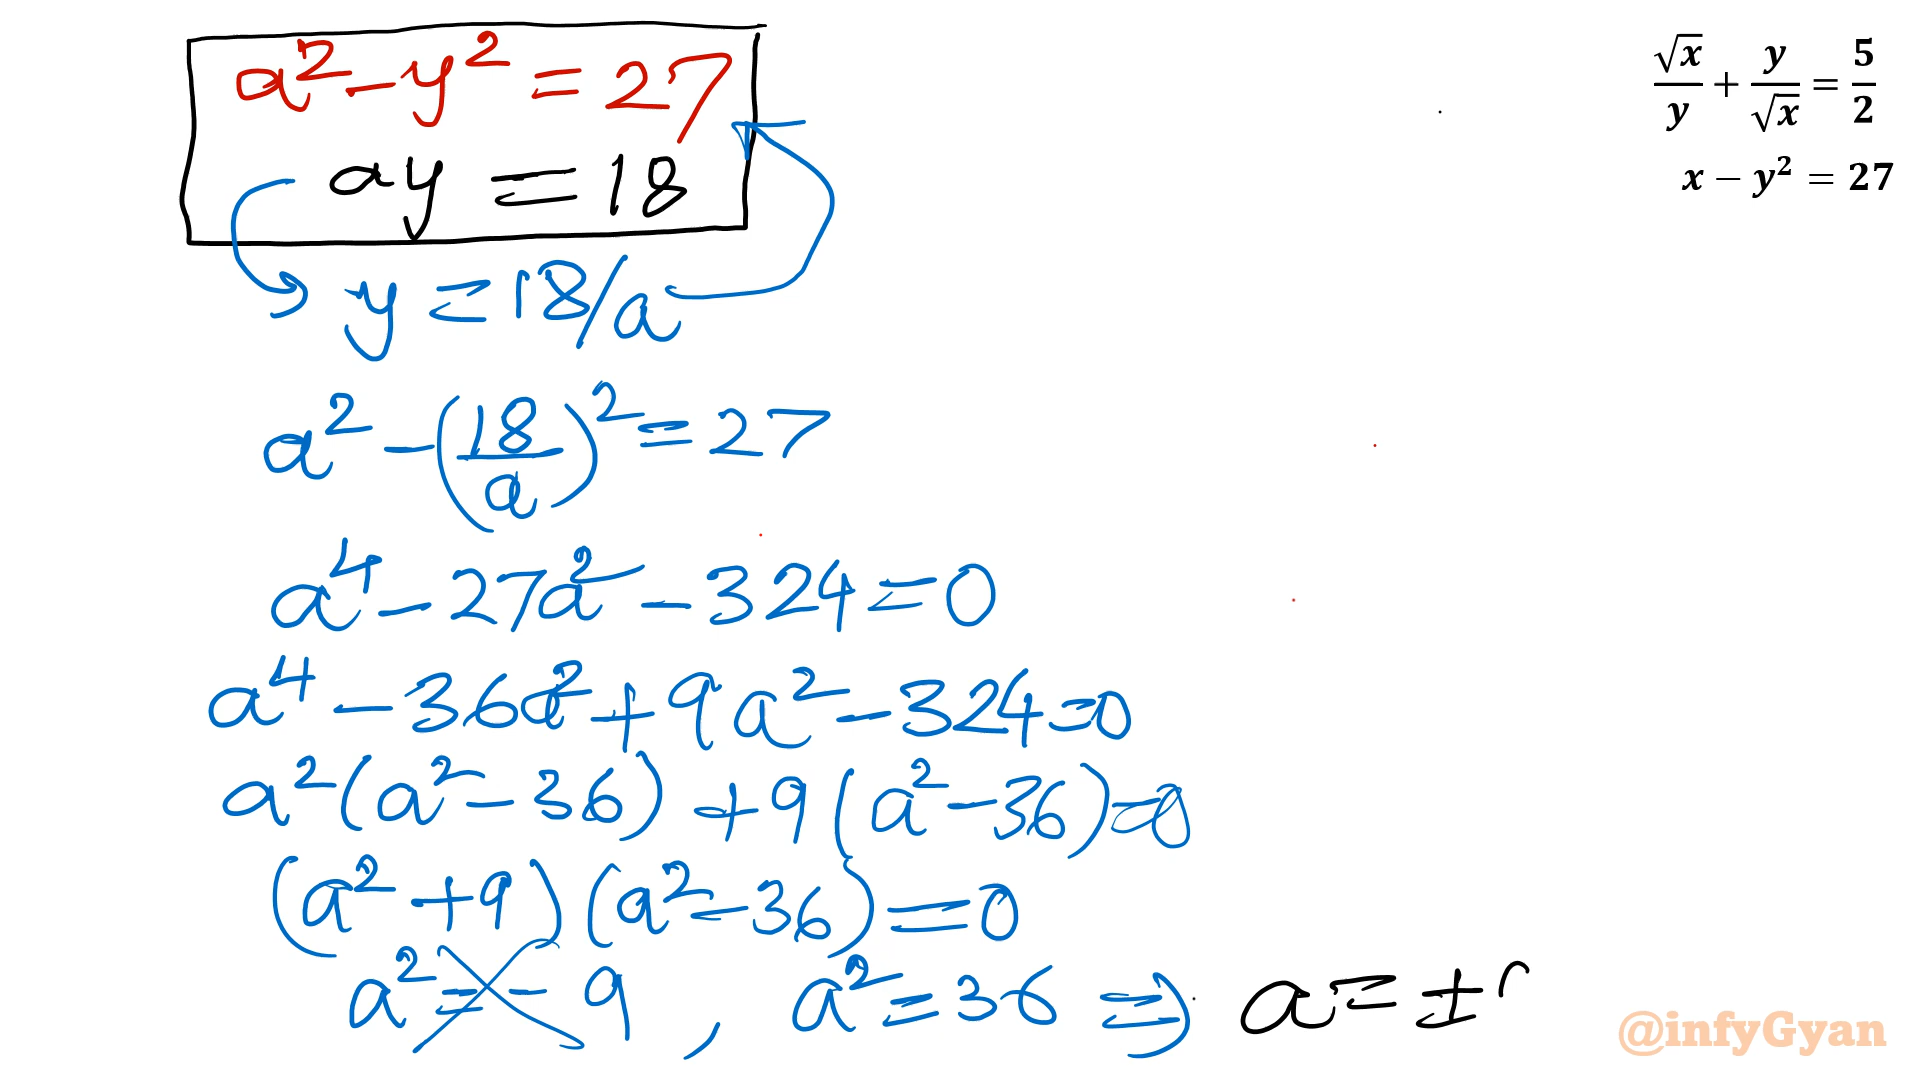 a² - y² = 27
ay = 18
y = 18/a
a² - (18/a)² = 27
a⁴ - 27a² - 324 = 0
a⁴ - 36a² + 9a² - 324 = 0
a²(a² - 36) + 9(a² - 36) = 0
(a² + 9)(a² - 36) = 0
a² = -9 , a² = 36 ⇒ a = ±
√x/y + y/√x = 5/2
x − y² = 27
@infyGyan